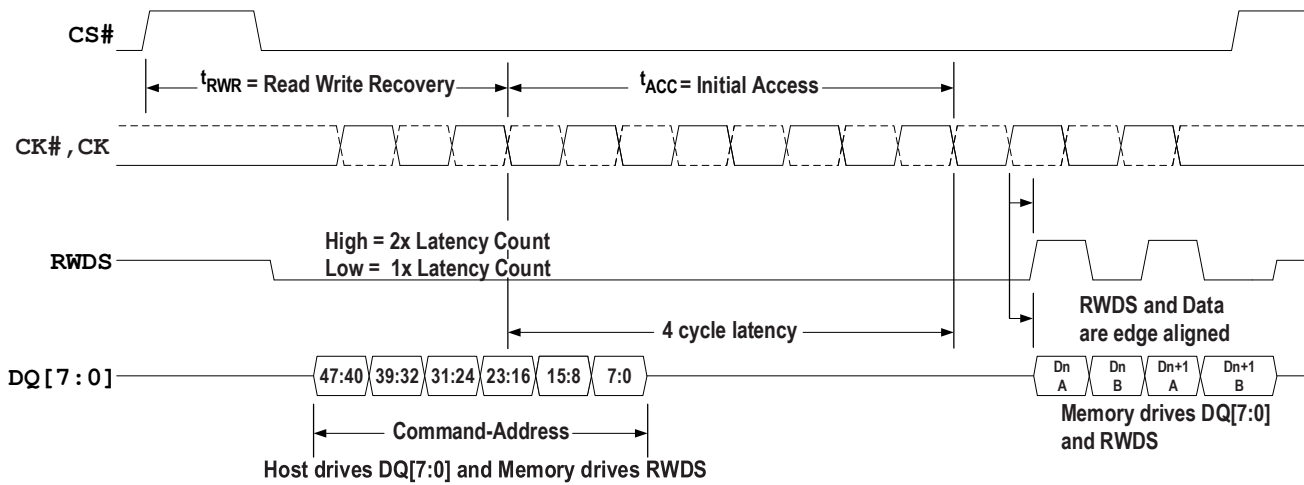 CS#
tRWR = Read Write Recovery
tACC = Initial Access
CK#,CK
High = 2x Latency Count
Low = 1x Latency Count
RWDS
RWDS and Data
are edge aligned
4 cycle latency
DQ[7:0]
47:40 39:32 31:24 23:16 15:8 7:0
Dn Dn Dn+1 Dn+1
A B A B
Memory drives DQ[7:0]
and RWDS
Command-Address
Host drives DQ[7:0] and Memory drives RWDS